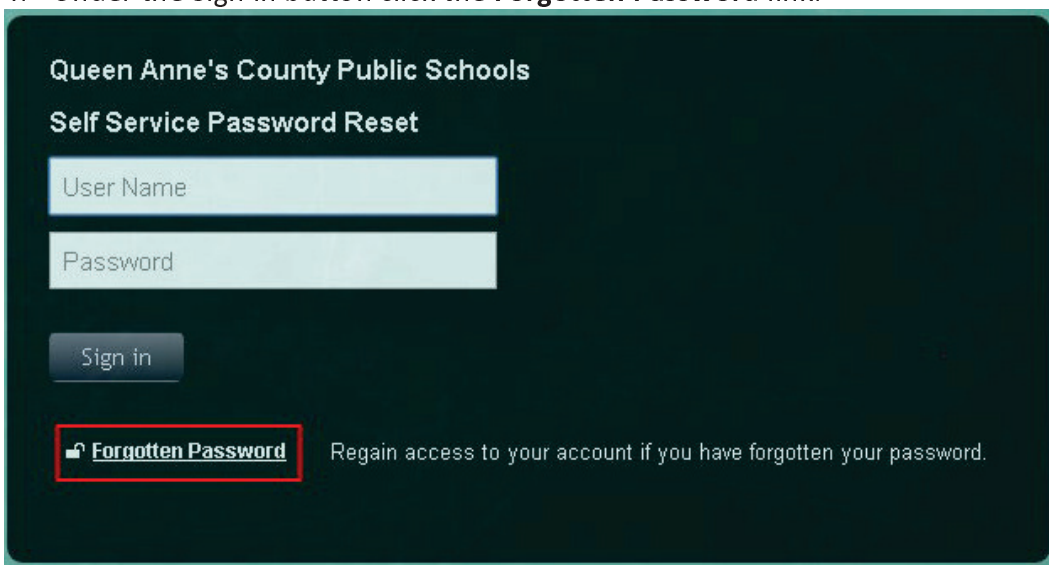 Under the sign in button click the Forgotten Password link.
Queen Anne's County Public Schools
Self Service Password Reset
User Name
Password
Sign in
Forgotten Password Regain access to your account if you have forgotten your password.